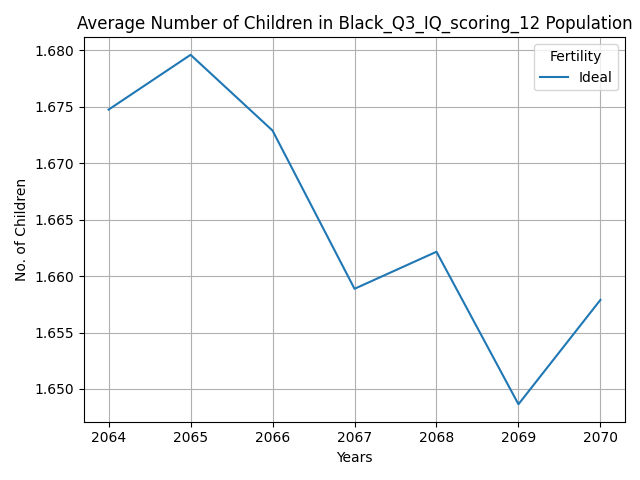 Average Number of Children in Black_Q3_IQ_scoring_12 Population
Fertility
Ideal
1.680
1.675
1.670
1.665
1.660
1.655
1.650
No. of Children
2064 2065 2066 2067 2068 2069 2070
Years